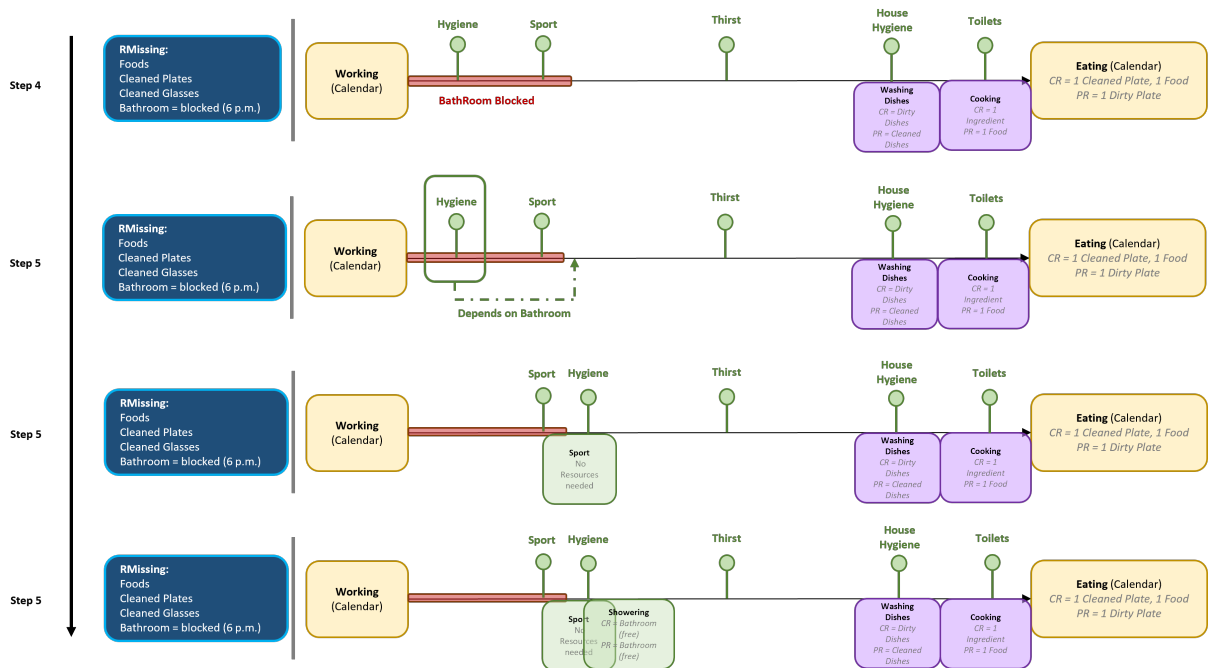 Step 4
RMissing:
Foods
Cleaned Plates
Cleaned Glasses
Bathroom = blocked (6 p.m.)
Working
(Calendar)
Hygiene
Sport
Thirst
House
Hygiene
Toilets
BathRoom Blocked
Washing
Dishes
CR = Dirty
Dishes
PR = Cleaned
Dishes
Cooking
CR = 1
Ingredient
PR = 1 Food
Eating (Calendar)
CR = 1 Cleaned Plate, 1 Food
PR = 1 Dirty Plate
Step 5
RMissing:
Foods
Cleaned Plates
Cleaned Glasses
Bathroom = blocked (6 p.m.)
Working
(Calendar)
Hygiene
Sport
Thirst
House
Hygiene
Toilets
Depends on Bathroom
Washing
Dishes
CR = Dirty
Dishes
PR = Cleaned
Dishes
Cooking
CR = 1
Ingredient
PR = 1 Food
Eating (Calendar)
CR = 1 Cleaned Plate, 1 Food
PR = 1 Dirty Plate
Step 5
RMissing:
Foods
Cleaned Plates
Cleaned Glasses
Bathroom = blocked (6 p.m.)
Working
(Calendar)
Sport
Hygiene
Thirst
House
Hygiene
Toilets
Sport
No
Resources
needed
Washing
Dishes
CR = Dirty
Dishes
PR = Cleaned
Dishes
Cooking
CR = 1
Ingredient
PR = 1 Food
Eating (Calendar)
CR = 1 Cleaned Plate, 1 Food
PR = 1 Dirty Plate
Step 5
RMissing:
Foods
Cleaned Plates
Cleaned Glasses
Bathroom = blocked (6 p.m.)
Working
(Calendar)
Sport
Hygiene
Thirst
House
Hygiene
Toilets
Sport
No
Resources
needed
Showering
CR = Bathroom
(free)
PR = Bathroom
(free)
Washing
Dishes
CR = Dirty
Dishes
PR = Cleaned
Dishes
Cooking
CR = 1
Ingredient
PR = 1 Food
Eating (Calendar)
CR = 1 Cleaned Plate, 1 Food
PR = 1 Dirty Plate